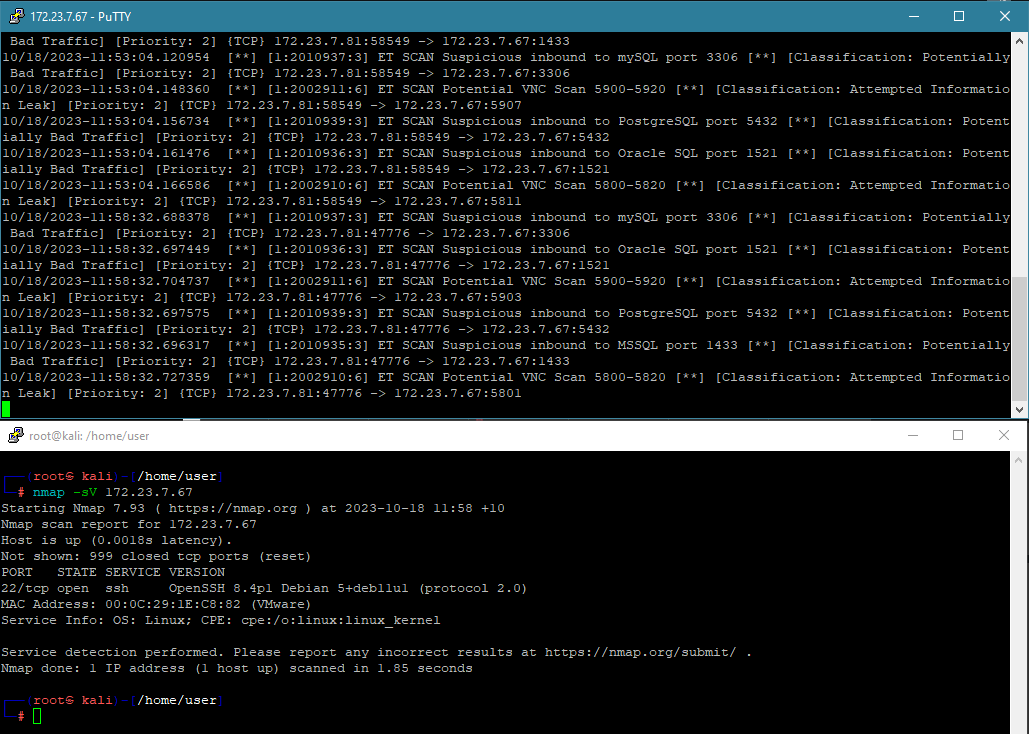 172.23.7.67 - PuTTY
 Bad Traffic] [Priority: 2] {TCP} 172.23.7.81:58549 -> 172.23.7.67:1433
10/18/2023-11:53:04.120954  [**] [1:2010937:3] ET SCAN Suspicious inbound to mySQL port 3306 [**] [Classification: Potentially
 Bad Traffic] [Priority: 2] {TCP} 172.23.7.81:58549 -> 172.23.7.67:3306
10/18/2023-11:53:04.148360  [**] [1:2002911:6] ET SCAN Potential VNC Scan 5900-5920 [**] [Classification: Attempted Informatio
n Leak] [Priority: 2] {TCP} 172.23.7.81:58549 -> 172.23.7.67:5907
10/18/2023-11:53:04.156734  [**] [1:2010939:3] ET SCAN Suspicious inbound to PostgreSQL port 5432 [**] [Classification: Potent
ially Bad Traffic] [Priority: 2] {TCP} 172.23.7.81:58549 -> 172.23.7.67:5432
10/18/2023-11:53:04.161476  [**] [1:2010936:3] ET SCAN Suspicious inbound to Oracle SQL port 1521 [**] [Classification: Potent
ially Bad Traffic] [Priority: 2] {TCP} 172.23.7.81:58549 -> 172.23.7.67:1521
10/18/2023-11:53:04.166586  [**] [1:2002910:6] ET SCAN Potential VNC Scan 5800-5820 [**] [Classification: Attempted Informatio
n Leak] [Priority: 2] {TCP} 172.23.7.81:58549 -> 172.23.7.67:5811
10/18/2023-11:58:32.688378  [**] [1:2010937:3] ET SCAN Suspicious inbound to mySQL port 3306 [**] [Classification: Potentially
 Bad Traffic] [Priority: 2] {TCP} 172.23.7.81:47776 -> 172.23.7.67:3306
10/18/2023-11:58:32.697449  [**] [1:2010936:3] ET SCAN Suspicious inbound to Oracle SQL port 1521 [**] [Classification: Potent
ially Bad Traffic] [Priority: 2] {TCP} 172.23.7.81:47776 -> 172.23.7.67:1521
10/18/2023-11:58:32.704737  [**] [1:2002911:6] ET SCAN Potential VNC Scan 5900-5920 [**] [Classification: Attempted Informatio
n Leak] [Priority: 2] {TCP} 172.23.7.81:47776 -> 172.23.7.67:5903
10/18/2023-11:58:32.697575  [**] [1:2010939:3] ET SCAN Suspicious inbound to PostgreSQL port 5432 [**] [Classification: Potent
ially Bad Traffic] [Priority: 2] {TCP} 172.23.7.81:47776 -> 172.23.7.67:5432
10/18/2023-11:58:32.696317  [**] [1:2010935:3] ET SCAN Suspicious inbound to MSSQL port 1433 [**] [Classification: Potentially
 Bad Traffic] [Priority: 2] {TCP} 172.23.7.81:47776 -> 172.23.7.67:1433
10/18/2023-11:58:32.727359  [**] [1:2002910:6] ET SCAN Potential VNC Scan 5800-5820 [**] [Classification: Attempted Informatio
n Leak] [Priority: 2] {TCP} 172.23.7.81:47776 -> 172.23.7.67:5801
root@kali: /home/user
┌──(root㉿kali)-[/home/user]
└─# nmap -sV 172.23.7.67
Starting Nmap 7.93 ( https://nmap.org ) at 2023-10-18 11:58 +10
Nmap scan report for 172.23.7.67
Host is up (0.0018s latency).
Not shown: 999 closed tcp ports (reset)
PORT   STATE SERVICE VERSION
22/tcp open  ssh     OpenSSH 8.4p1 Debian 5+deb11u1 (protocol 2.0)
MAC Address: 00:0C:29:1E:C8:82 (VMware)
Service Info: OS: Linux; CPE: cpe:/o:linux:linux_kernel

Service detection performed. Please report any incorrect results at https://nmap.org/submit/ .
Nmap done: 1 IP address (1 host up) scanned in 1.85 seconds

┌──(root㉿kali)-[/home/user]
└─#